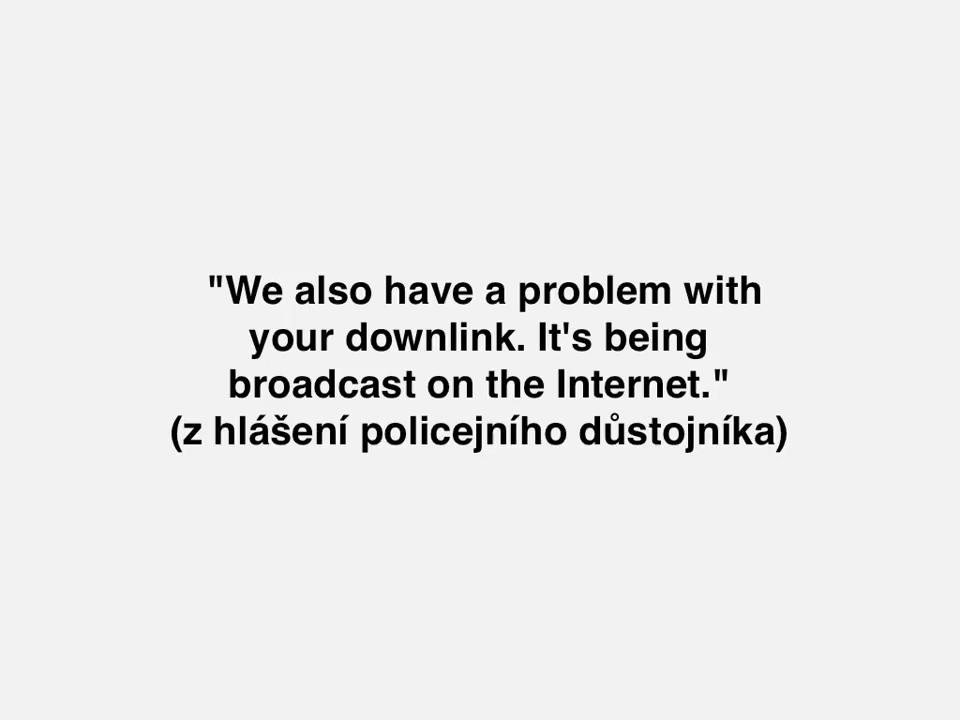 "We also have a problem with
your downlink. It's being
broadcast on the Internet."
(z hlášení policejního důstojníka)